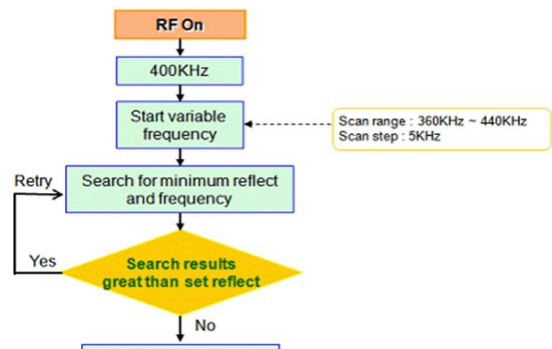 RF On
400KHz
Start variable
frequency
Scan range : 360KHz ~ 440KHz
Scan step : 5KHz
Retry
Search for minimum reflect
and frequency
Yes
Search results
great than set reflect
No